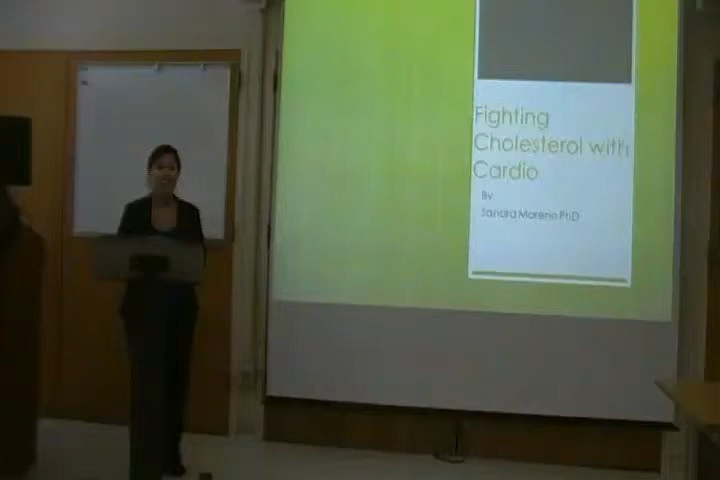 Fighting
Cholesterol with
Cardio
By
Sandra Moreno PhD